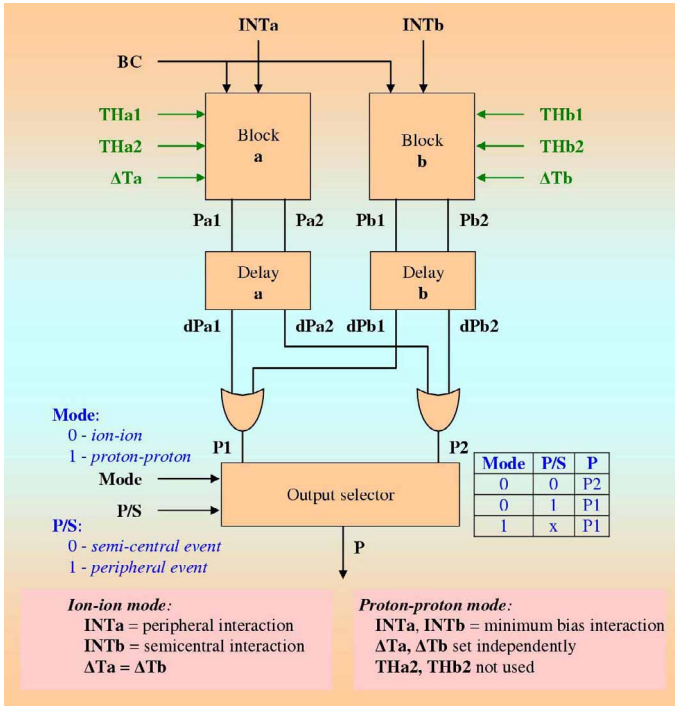 INTa INTb
BC
THa1 THb1
THa2 THb2
ΔTa ΔTb
Block
a
Block
b
Pa1 Pa2 Pb1 Pb2
Delay
a
Delay
b
dPa1 dPa2 dPb1 dPb2
Mode:
0 - ion-ion
1 - proton-proton
P1 P2
Mode
P/S
Output selector
P
P/S:
0 - semi-central event
1 - peripheral event
Mode P/S P
0 0 P2
0 1 P1
1 x P1
Ion-ion mode:
INTa = peripheral interaction
INTb = semicentral interaction
ΔTa = ΔTb
Proton-proton mode:
INTa, INTb = minimum bias interaction
ΔTa, ΔTb set independently
THa2, THb2 not used